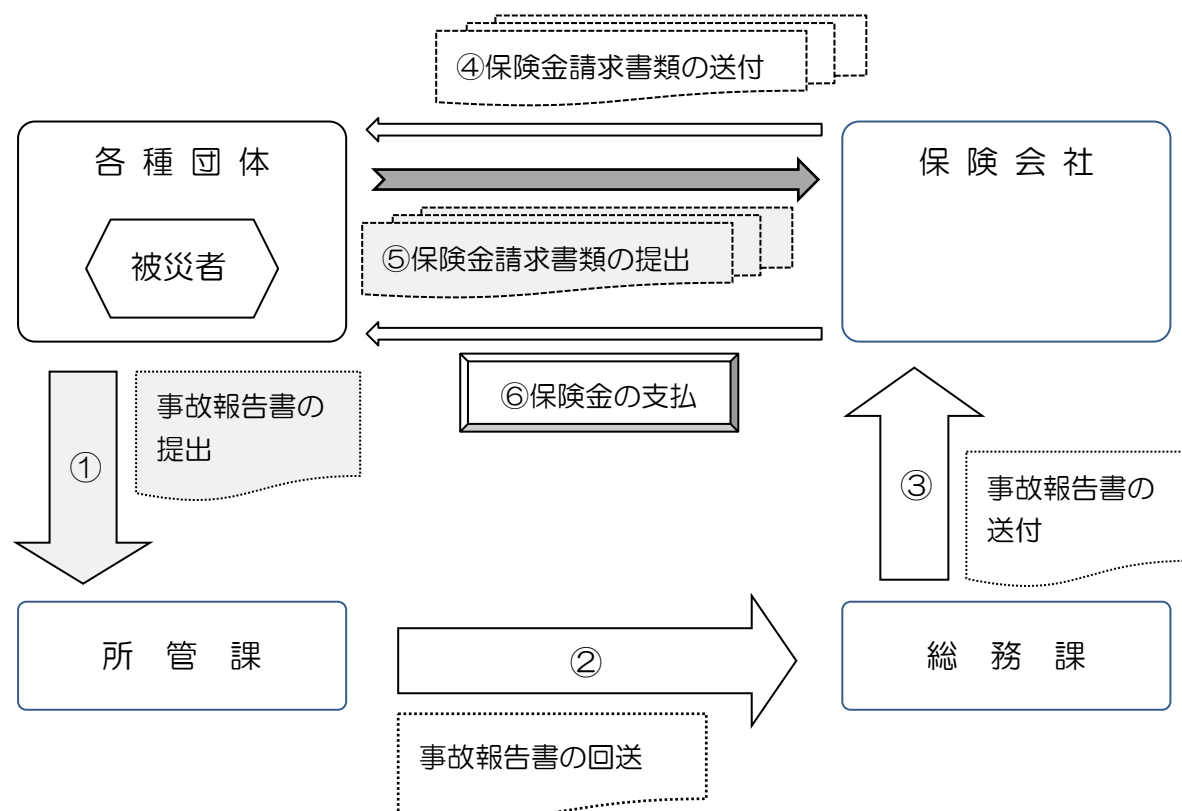 ④保険金請求書類の送付
各種団体
保険会社
被災者
⑤保険金請求書類の提出
⑥保険金の支払
事故報告書の
提出
①
③
事故報告書の
送付
所管課
②
総務課
事故報告書の回送